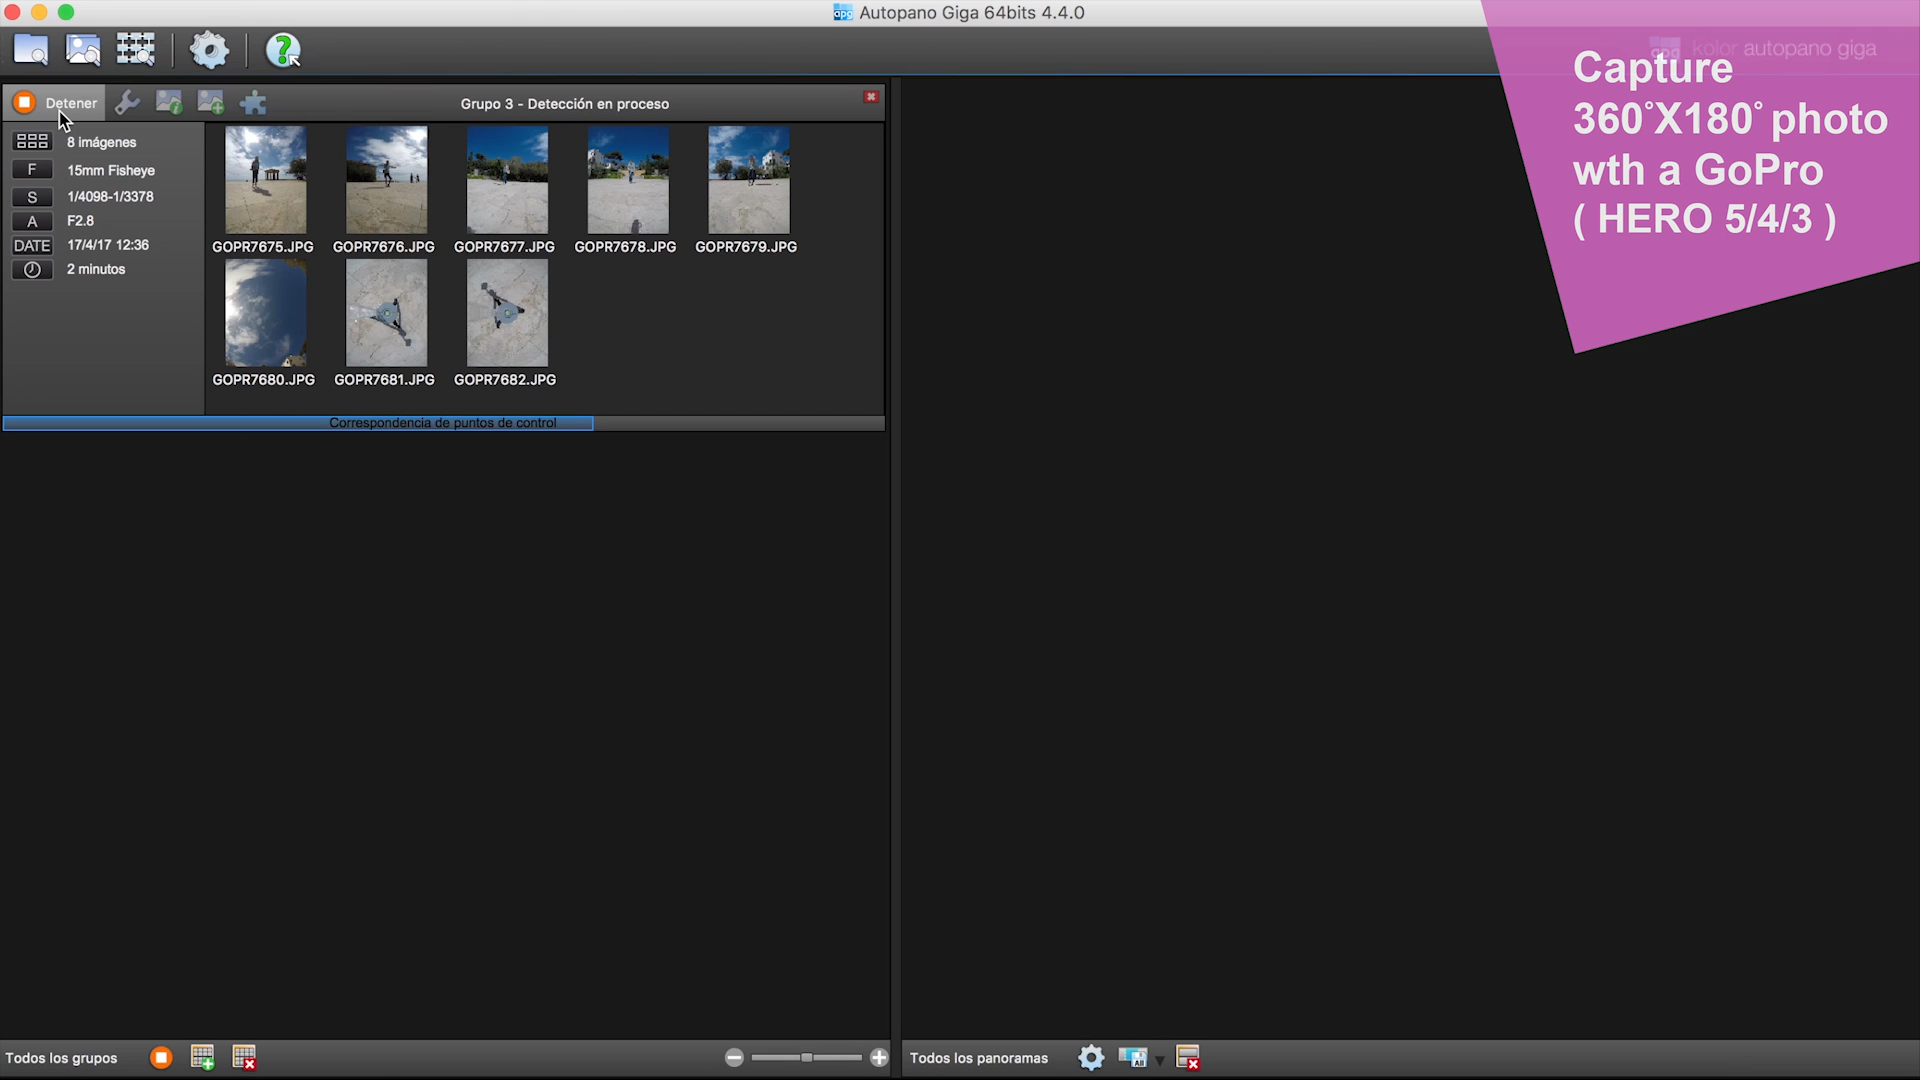 apg Autopano Giga 64bits 4.4.0
apg kolor autopano giga
Capture
360°X180° photo
wth a GoPro
( HERO 5/4/3 )
Detener
Grupo 3 - Detección en proceso
8 imágenes
F 15mm Fisheye
S 1/4098-1/3378
A F2.8
DATE 17/4/17 12:36
2 minutos
GOPR7675.JPG GOPR7676.JPG GOPR7677.JPG GOPR7678.JPG GOPR7679.JPG
GOPR7680.JPG GOPR7681.JPG GOPR7682.JPG
Correspondencia de puntos de control
Todos los grupos
Todos los panoramas
All